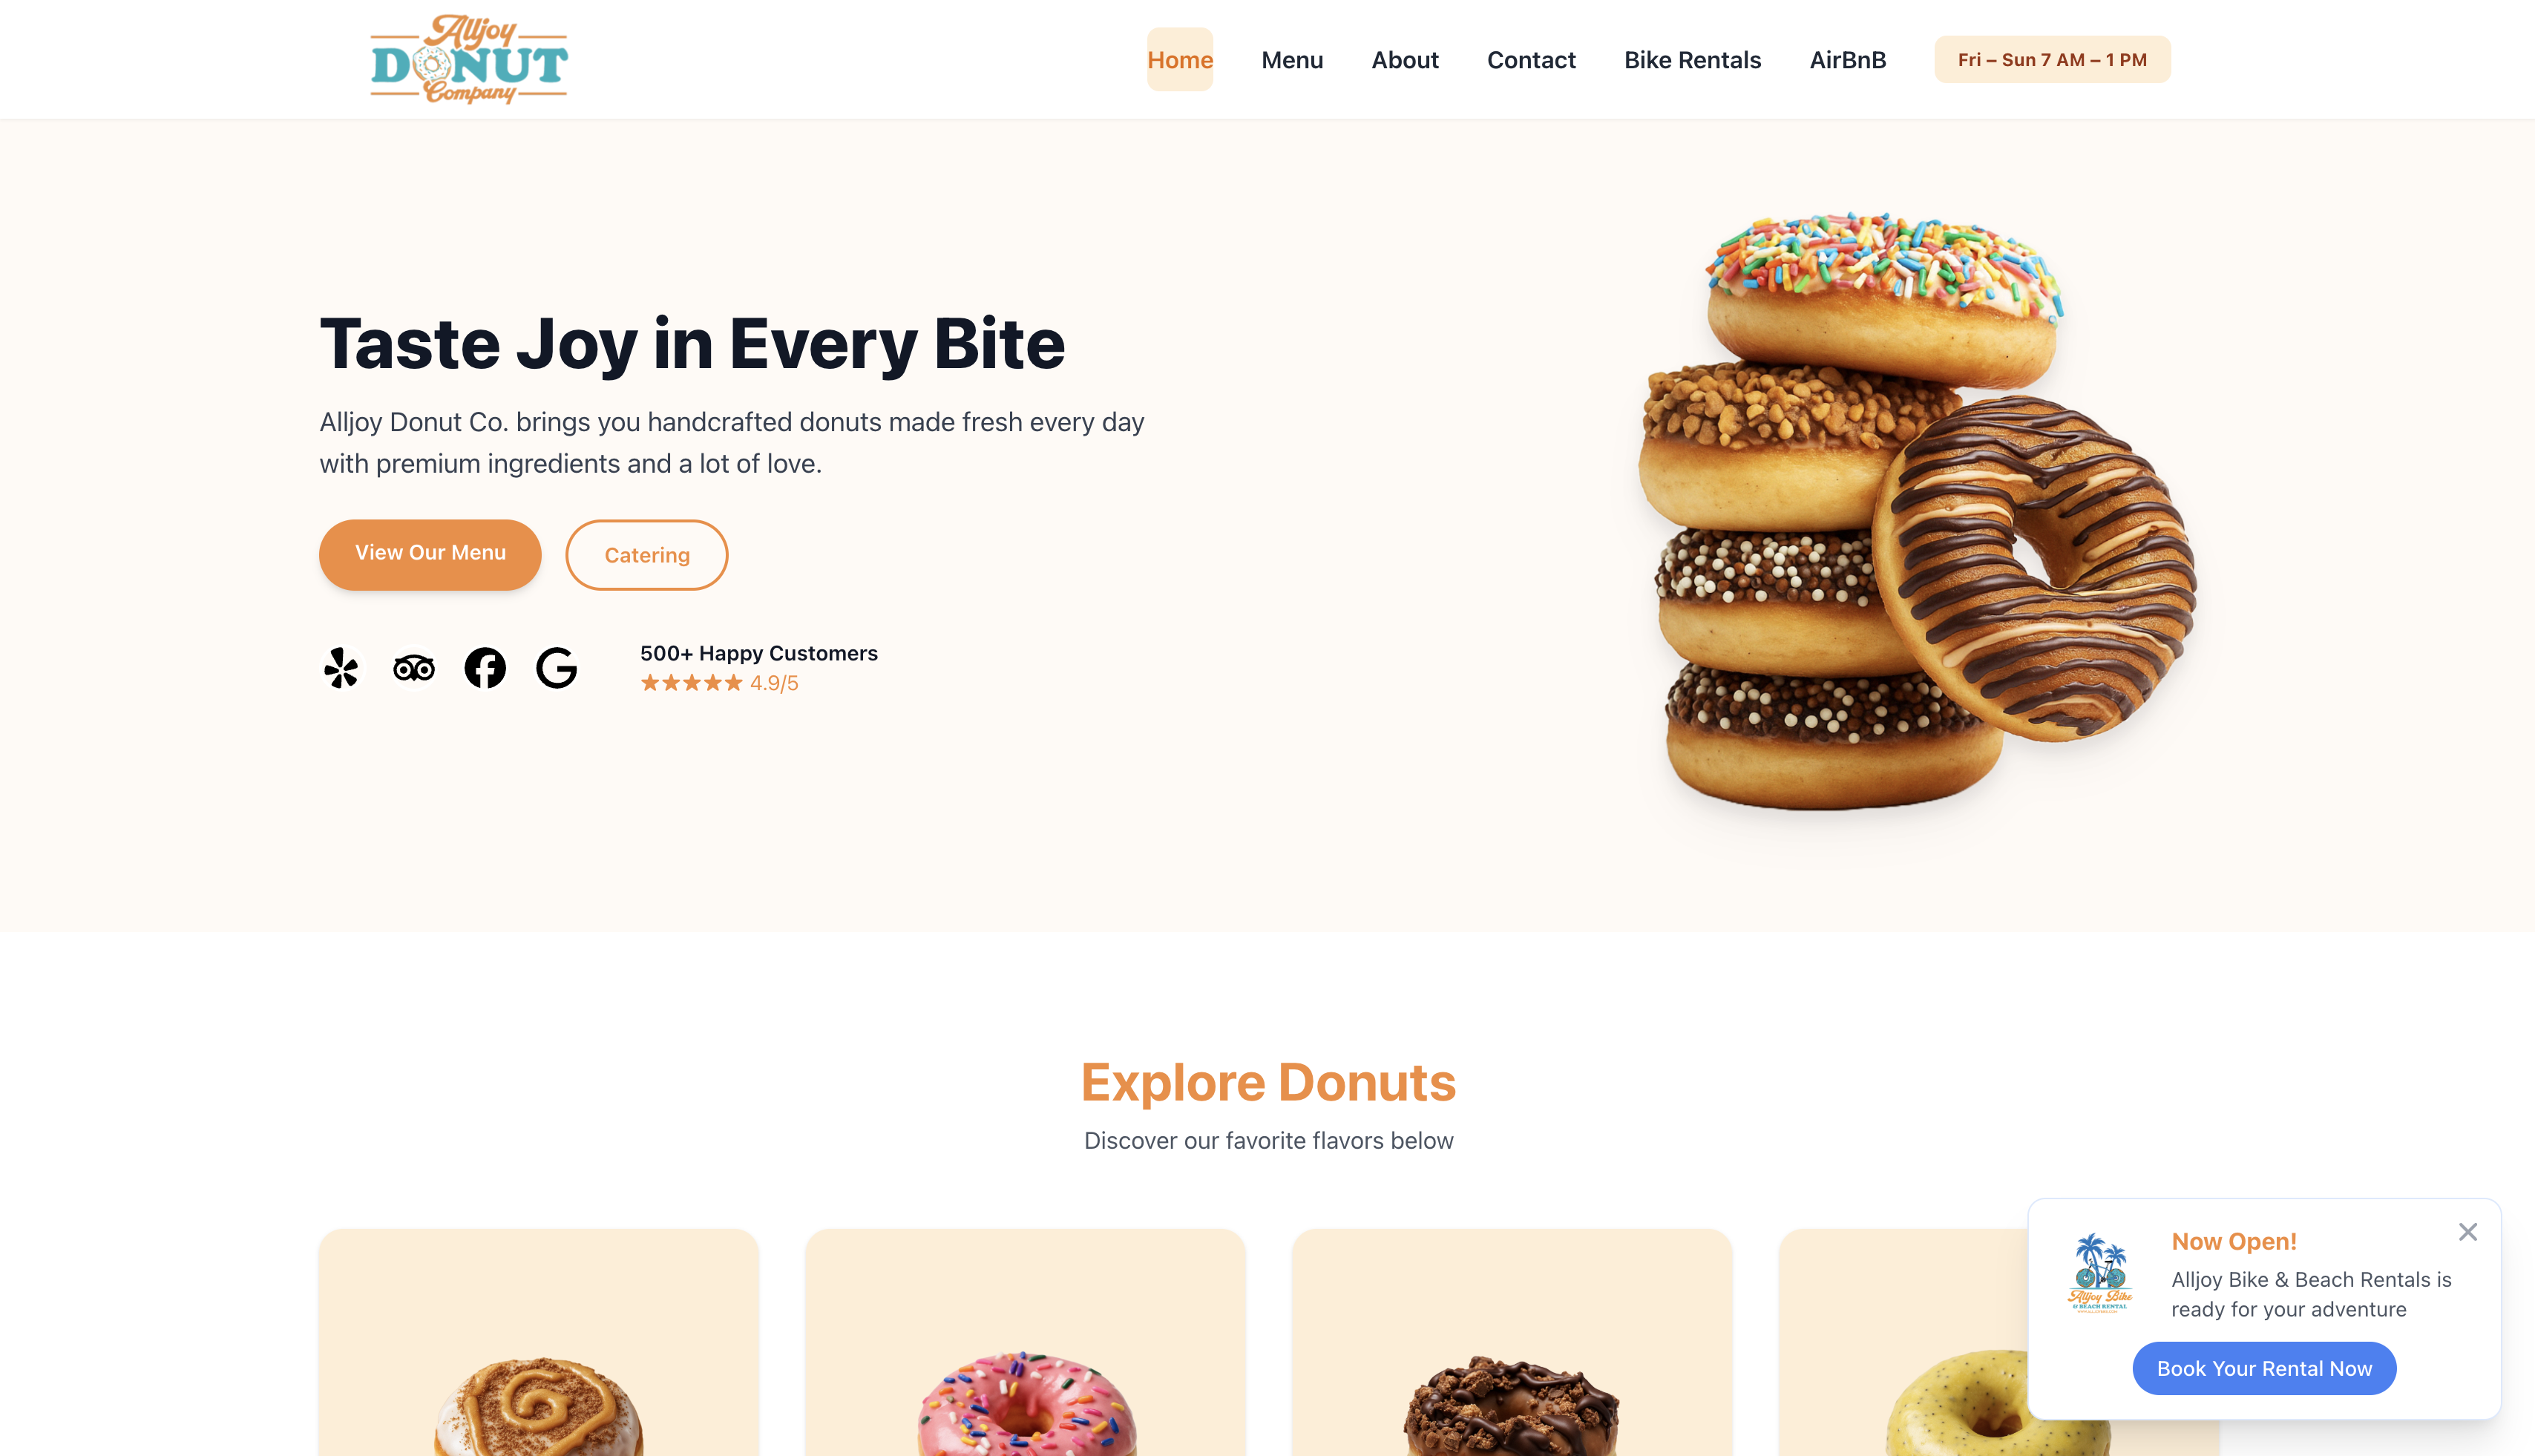 Alljoy
DONUT
Company
Home
Menu
About
Contact
Bike Rentals
AirBnB
Fri – Sun 7 AM – 1 PM
Taste Joy in Every Bite
Alljoy Donut Co. brings you handcrafted donuts made fresh every day
with premium ingredients and a lot of love.
View Our Menu
Catering
500+ Happy Customers
★★★★★ 4.9/5
Explore Donuts
Discover our favorite flavors below
Now Open!
Alljoy Bike & Beach Rentals is
ready for your adventure
Alljoy Bike
& BEACH RENTAL
Book Your Rental Now